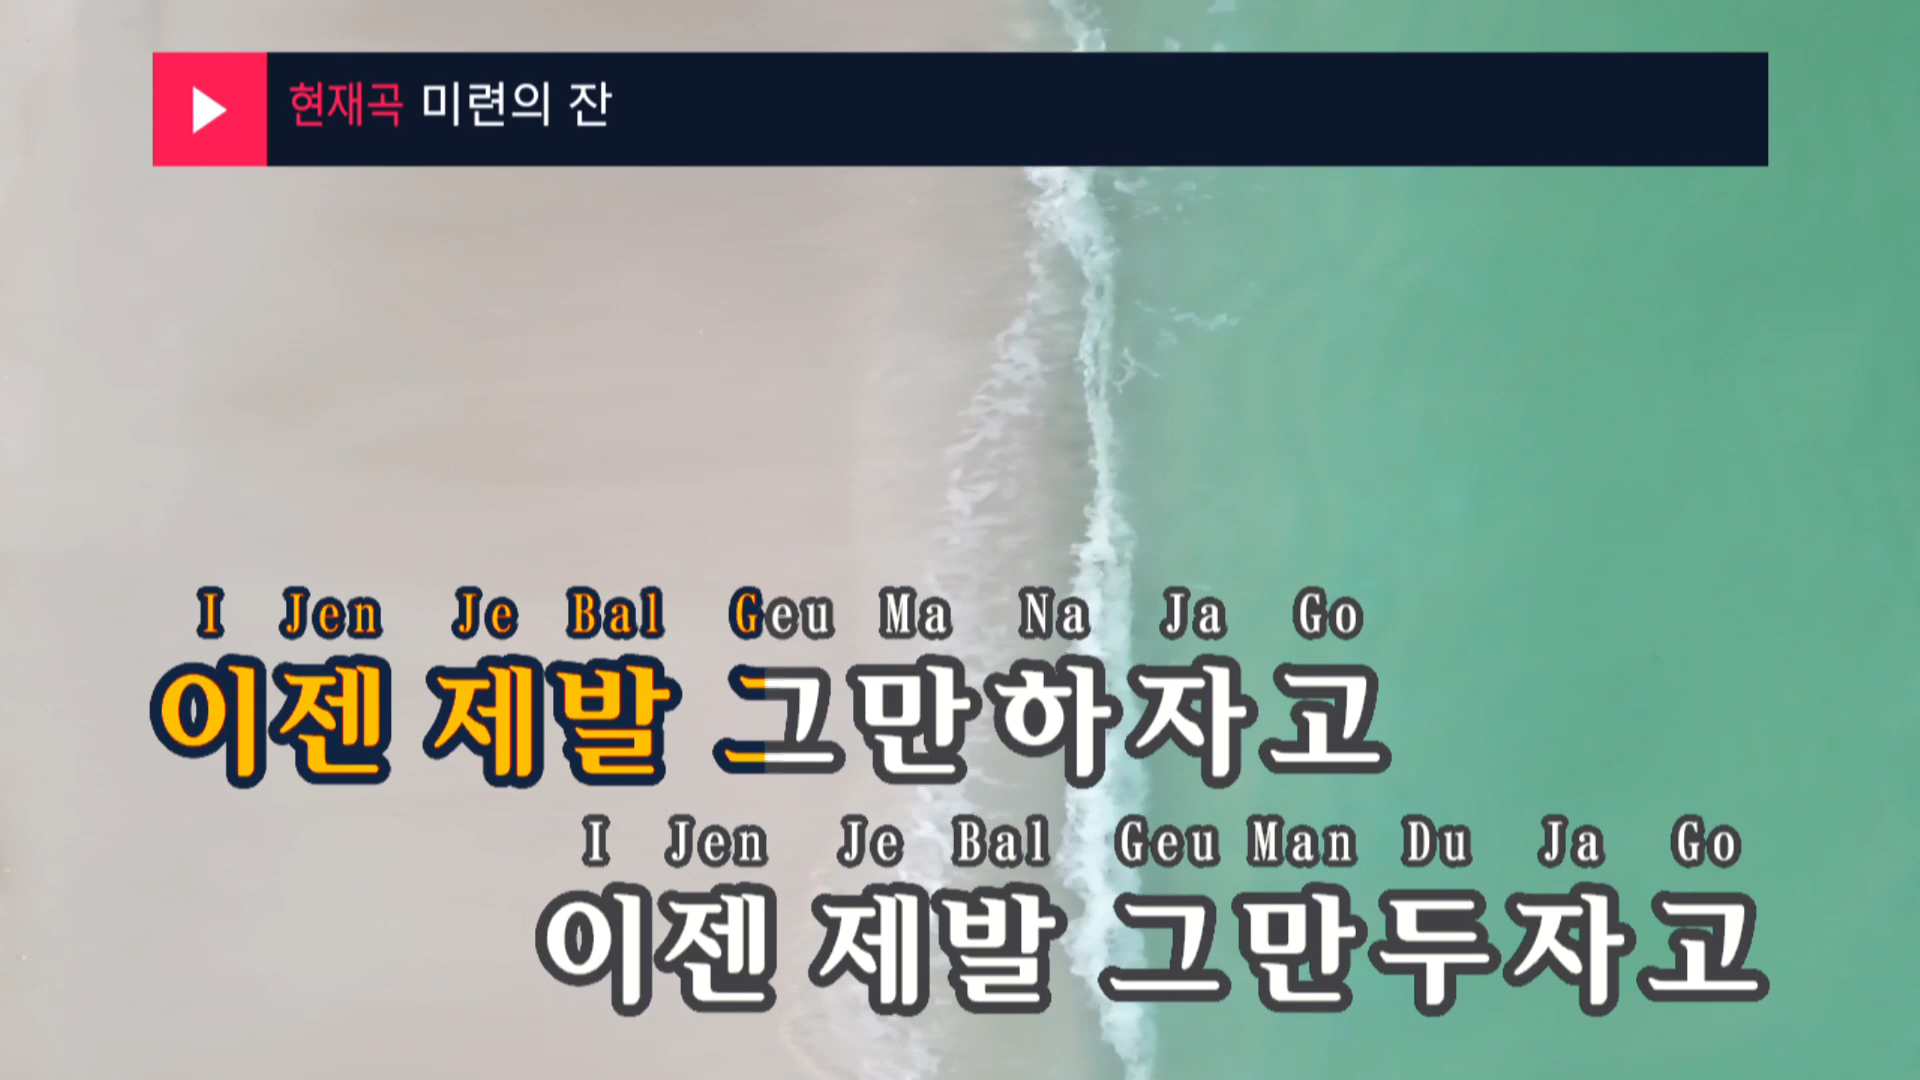 현재곡 미련의 잔
I Jen Je Bal Geu Ma Na Ja Go
이젠 제발 그만하자고
I Jen Je Bal Geu Man Du Ja Go
이젠 제발 그만두자고